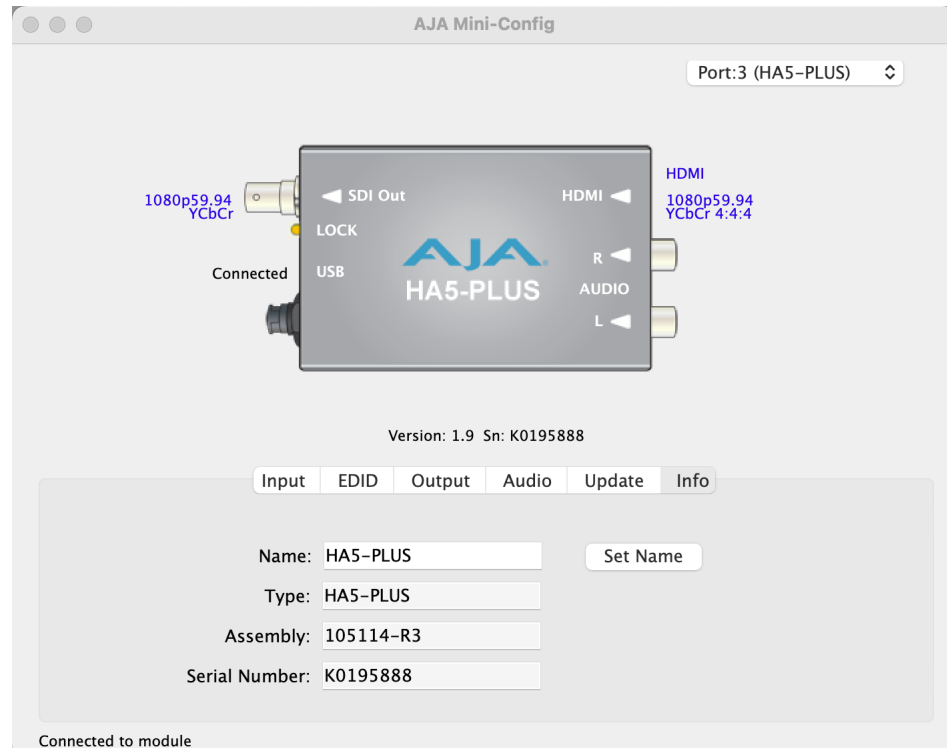 AJA Mini-Config
Port:3 (HA5-PLUS)
HDMI
1080p59.94
YCbCr
SDI Out
HDMI
1080p59.94
YCbCr 4:4:4
LOCK
Connected
USB
R
AJA
HA5-PLUS
AUDIO
L
Version: 1.9 Sn: K0195888
Input EDID Output Audio Update Info
Name: HA5-PLUS Set Name
Type: HA5-PLUS
Assembly: 105114-R3
Serial Number: K0195888
Connected to module